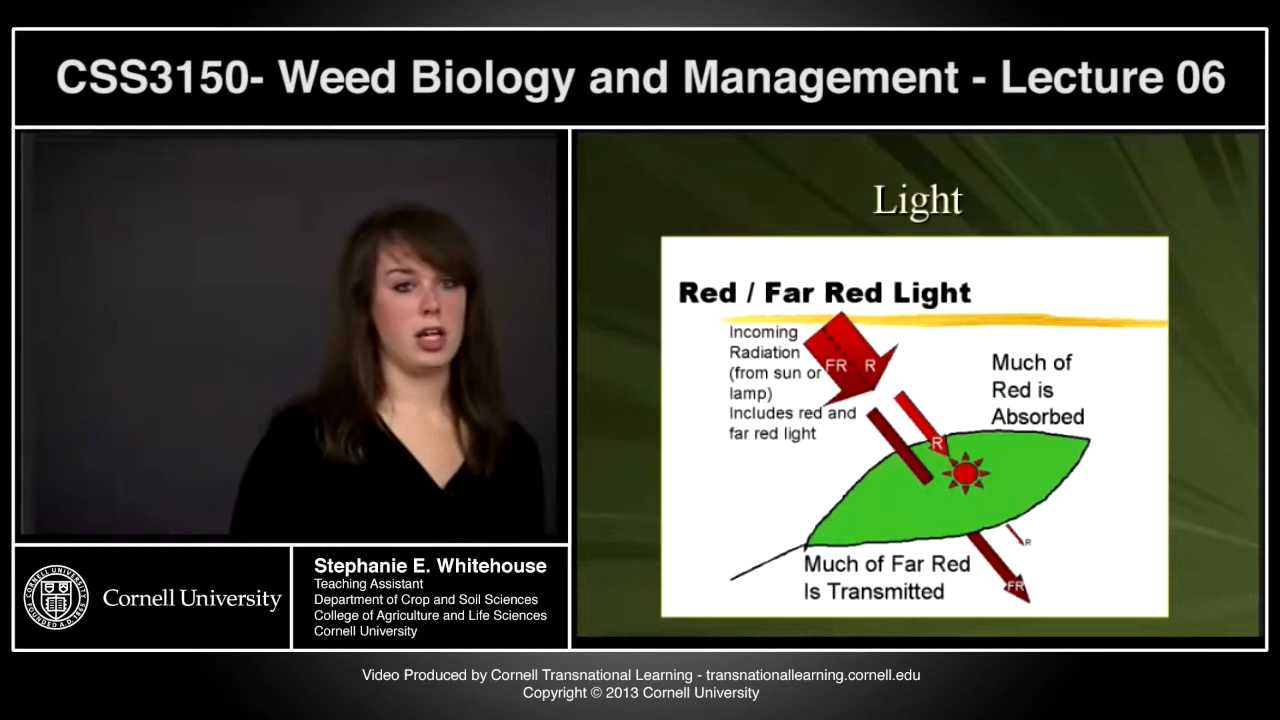 CSS3150- Weed Biology and Management - Lecture 06
Light
Red / Far Red Light
Incoming
Radiation
(from sun or
lamp)
Includes red and
far red light
FR R
Much of
Red is
Absorbed
R
R
FR
Much of Far Red
Is Transmitted
Cornell University
Stephanie E. Whitehouse
Teaching Assistant
Department of Crop and Soil Sciences
College of Agriculture and Life Sciences
Cornell University
Video Produced by Cornell Transnational Learning - transnationallearning.cornell.edu
Copyright © 2013 Cornell University